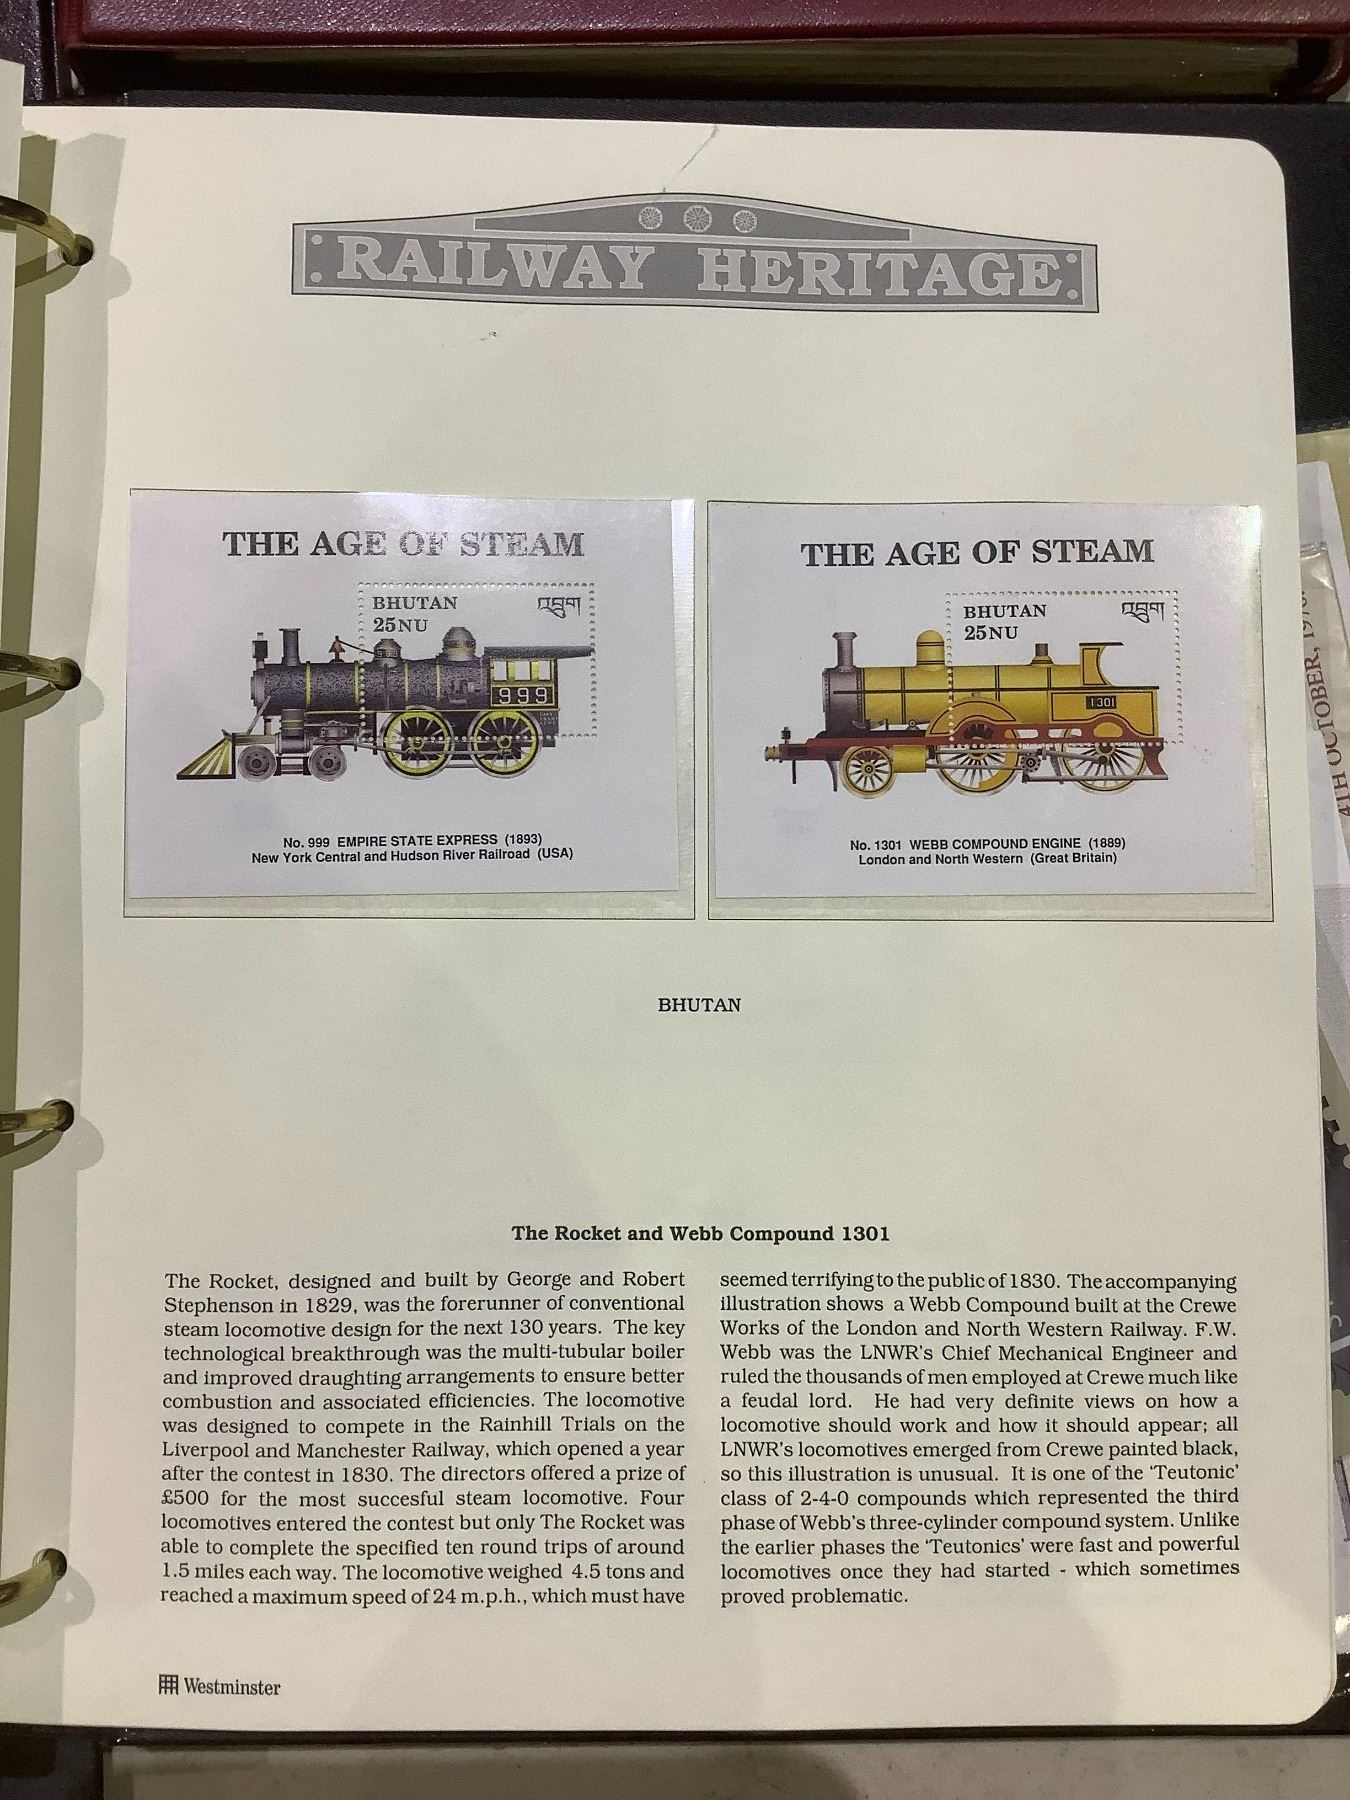 RAILWAY HERITAGE
THE AGE OF STEAM
BHUTAN
འབྲུག
25NU
999
999
No. 999 EMPIRE STATE EXPRESS (1893)
New York Central and Hudson River Railroad (USA)
THE AGE OF STEAM
BHUTAN
འབྲུག
25NU
1301
No. 1301 WEBB COMPOUND ENGINE (1889)
London and North Western (Great Britain)
4TH OCTOBER, 1970.
BHUTAN
The Rocket and Webb Compound 1301
The Rocket, designed and built by George and Robert
Stephenson in 1829, was the forerunner of conventional
steam locomotive design for the next 130 years. The key
technological breakthrough was the multi-tubular boiler
and improved draughting arrangements to ensure better
combustion and associated efficiencies. The locomotive
was designed to compete in the Rainhill Trials on the
Liverpool and Manchester Railway, which opened a year
after the contest in 1830. The directors offered a prize of
£500 for the most succesful steam locomotive. Four
locomotives entered the contest but only The Rocket was
able to complete the specified ten round trips of around
1.5 miles each way. The locomotive weighed 4.5 tons and
reached a maximum speed of 24 m.p.h., which must have
seemed terrifying to the public of 1830. The accompanying
illustration shows a Webb Compound built at the Crewe
Works of the London and North Western Railway. F.W.
Webb was the LNWR's Chief Mechanical Engineer and
ruled the thousands of men employed at Crewe much like
a feudal lord. He had very definite views on how a
locomotive should work and how it should appear; all
LNWR's locomotives emerged from Crewe painted black,
so this illustration is unusual. It is one of the 'Teutonic'
class of 2-4-0 compounds which represented the third
phase of Webb's three-cylinder compound system. Unlike
the earlier phases the 'Teutonics' were fast and powerful
locomotives once they had started - which sometimes
proved problematic.
Westminster